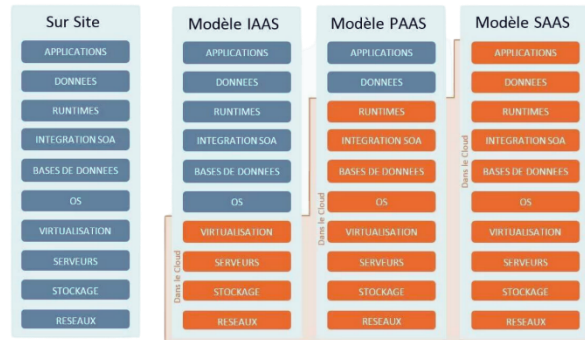 Sur Site
APPLICATIONS
DONNEES
RUNTIMES
INTEGRATION SOA
BASES DE DONNEES
OS
VIRTUALISATION
SERVEURS
STOCKAGE
RESEAUX
Modèle IAAS
APPLICATIONS
DONNEES
RUNTIMES
INTEGRATION SOA
BASES DE DONNEES
OS
VIRTUALISATION
SERVEURS
STOCKAGE
RESEAUX
Dans le Cloud
Modèle PAAS
APPLICATIONS
DONNEES
RUNTIMES
INTEGRATION SOA
BASES DE DONNEES
OS
VIRTUALISATION
SERVEURS
STOCKAGE
RESEAUX
Dans le Cloud
Modèle SAAS
APPLICATIONS
DONNEES
RUNTIMES
INTEGRATION SOA
BASES DE DONNEES
OS
VIRTUALISATION
SERVEURS
STOCKAGE
RESEAUX
Dans le Cloud